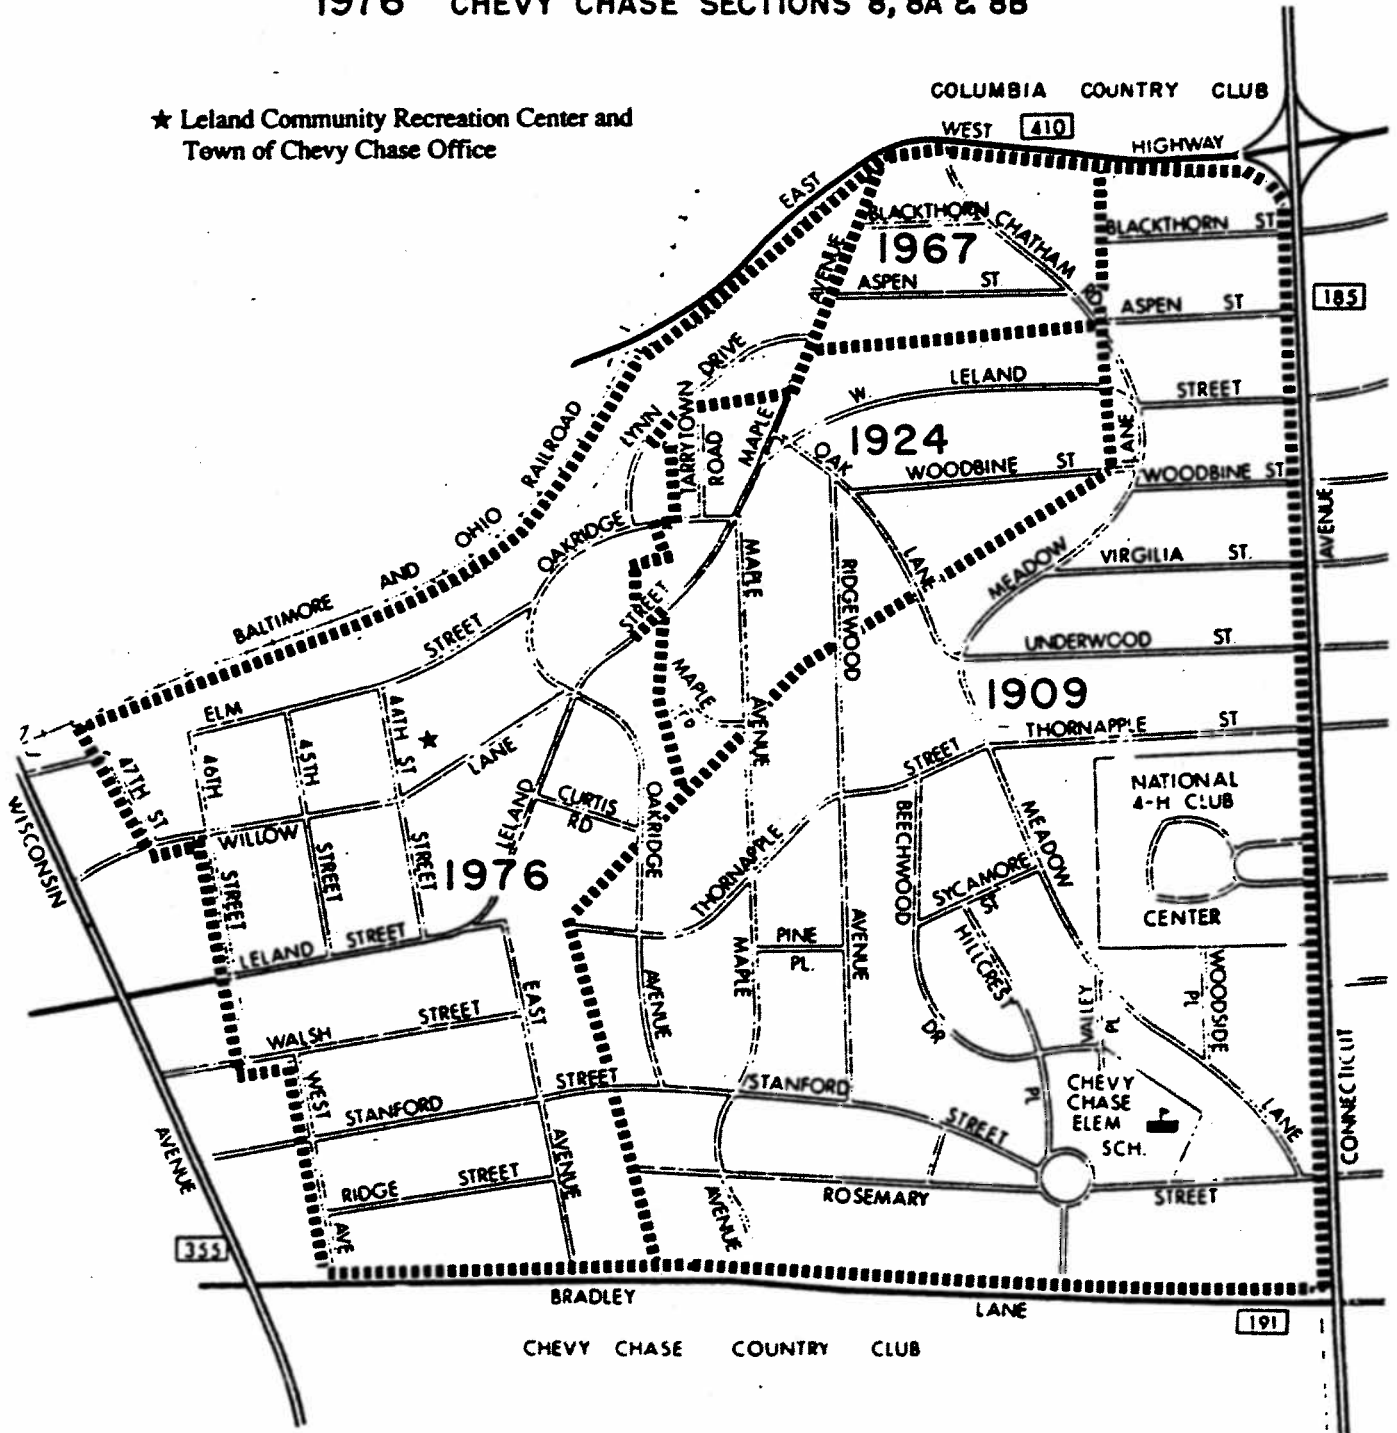 1976 CHEVY CHASE SECTIONS 8, 8A & 8B
COLUMBIA COUNTRY CLUB
★ Leland Community Recreation Center and
Town of Chevy Chase Office
WEST 410 HIGHWAY
EAST
BLACKTHORN
CHATHAM
RD
BLACKTHORN ST
1967
AVENUE
ASPEN ST
ASPEN ST
185
DRIVE
LYNN
W. LELAND
STREET
TARRYTOWN
ROAD
MAPLE
OAK
1924
LANE
WOODBINE ST
WOODBINE ST
RAILROAD
OHIO
AND
BALTIMORE
OAKRIDGE
AVENUE
MAPLE
RIDGEWOOD
LANE
MEADOW
VIRGILIA ST.
STREET
STREET
UNDERWOOD ST.
MAPLE
1909
AVENUE
THORNAPPLE ST
ELM
44TH ST
45TH
46TH
47TH ST
LANE
STREET
NATIONAL
4-H CLUB
WISCONSIN
LELAND
CURTIS
RD
OAKRIDGE
BEECHWOOD
MEADOW
WILLOW
THORNAPPLE
STREET
STREET
STREET
1976
SYCAMORE
ST
CENTER
LELAND STREET
MAPLE
PINE
PL.
AVENUE
HILLCREST
WOODSIDE
PL
EAST
AVENUE
DR
VALLEY
PL
WALSH STREET
CONNECTICUT
WEST
STREET
STANFORD
STANFORD
PL
CHEVY
CHASE
ELEM
SCH.
STREET
LANE
AVENUE
AVENUE
RIDGE STREET
AVENUE
ROSEMARY
STREET
AVE
355
BRADLEY
LANE
191
CHEVY CHASE COUNTRY CLUB